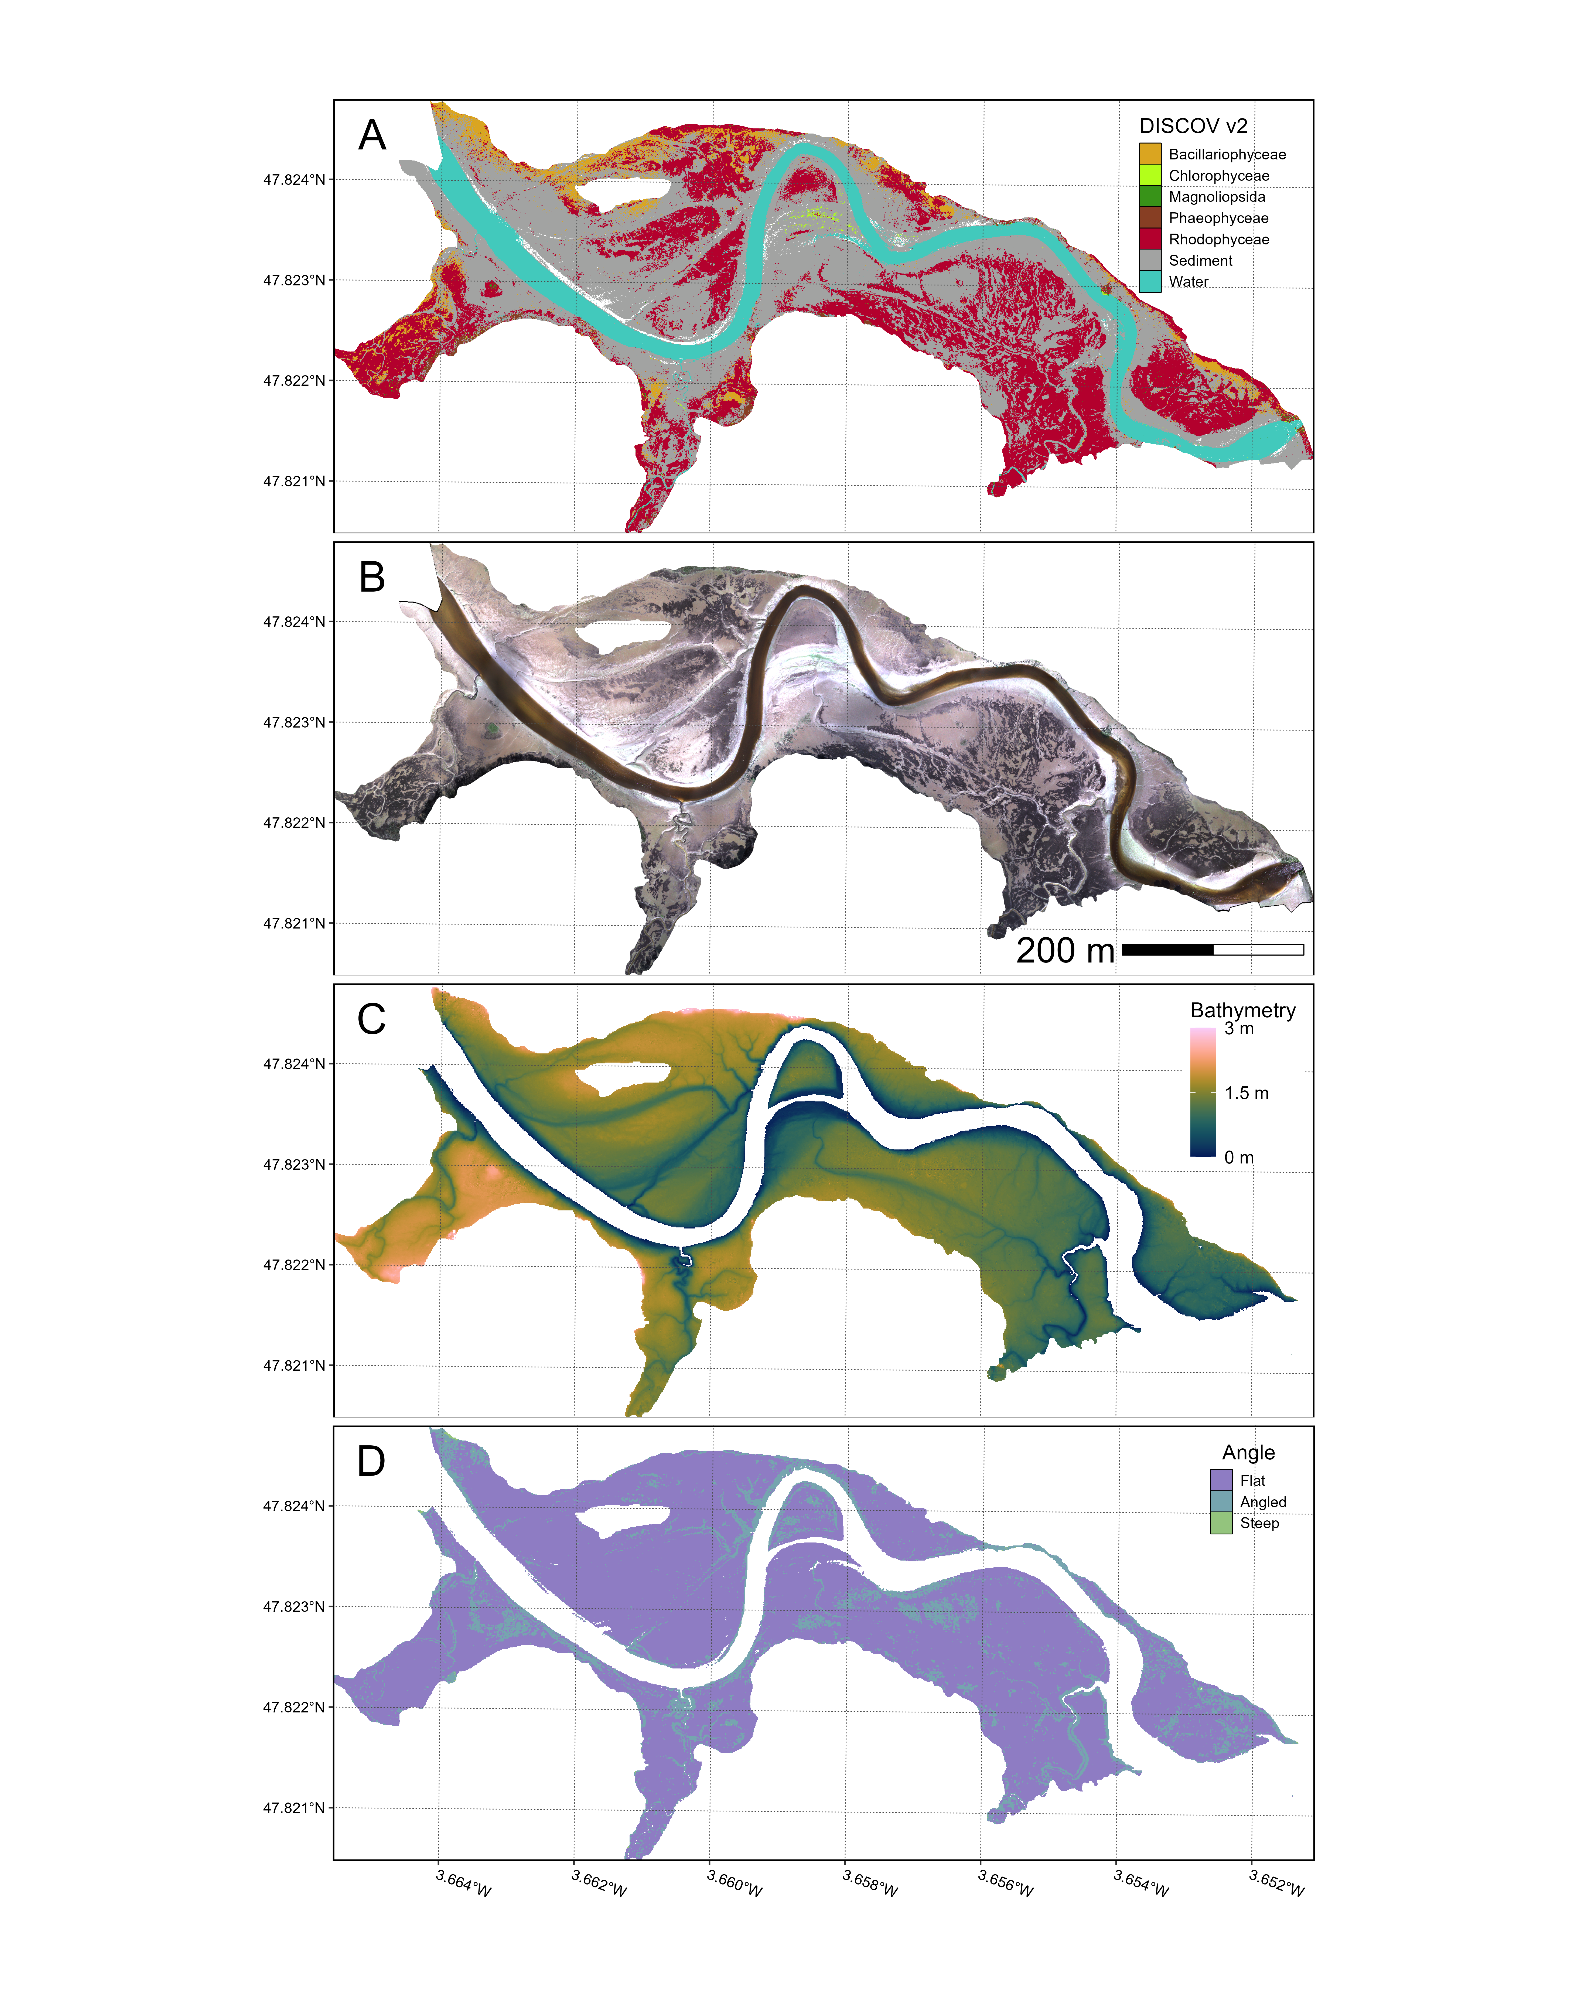 A
DISCOV v2
Bacillariophyceae
Chlorophyceae
Magnoliopsida
Phaeophyceae
Rhodophyceae
Sediment
Water
47.824°N
47.823°N
47.822°N
47.821°N
B
47.824°N
47.823°N
47.822°N
47.821°N
200 m
C
Bathymetry
3 m
1.5 m
0 m
47.824°N
47.823°N
47.822°N
47.821°N
D
Angle
Flat
Angled
Steep
47.824°N
47.823°N
47.822°N
47.821°N
3.664°W 3.662°W 3.660°W 3.658°W 3.656°W 3.654°W 3.652°W